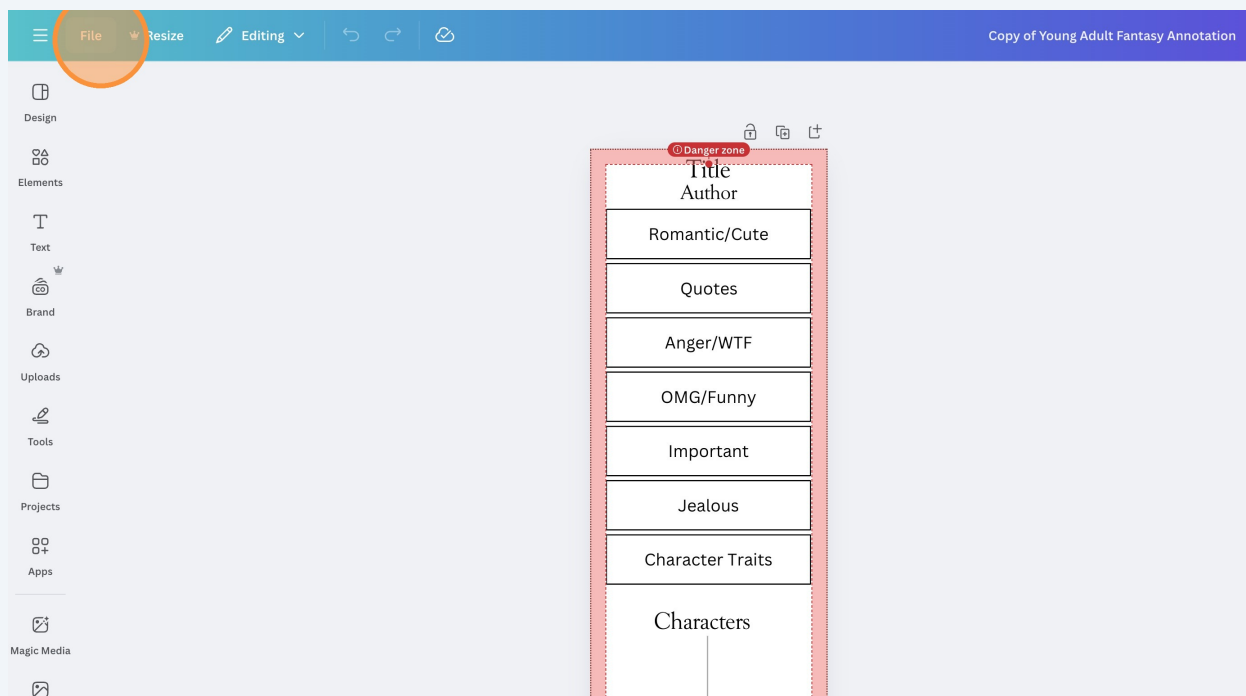 File Resize Editing Copy of Young Adult Fantasy Annotation
Design
Elements
Text
CO
Brand
Uploads
Tools
Projects
Apps
Magic Media
Danger zone
Title
Author
Romantic/Cute
Quotes
Anger/WTF
OMG/Funny
Important
Jealous
Character Traits
Characters